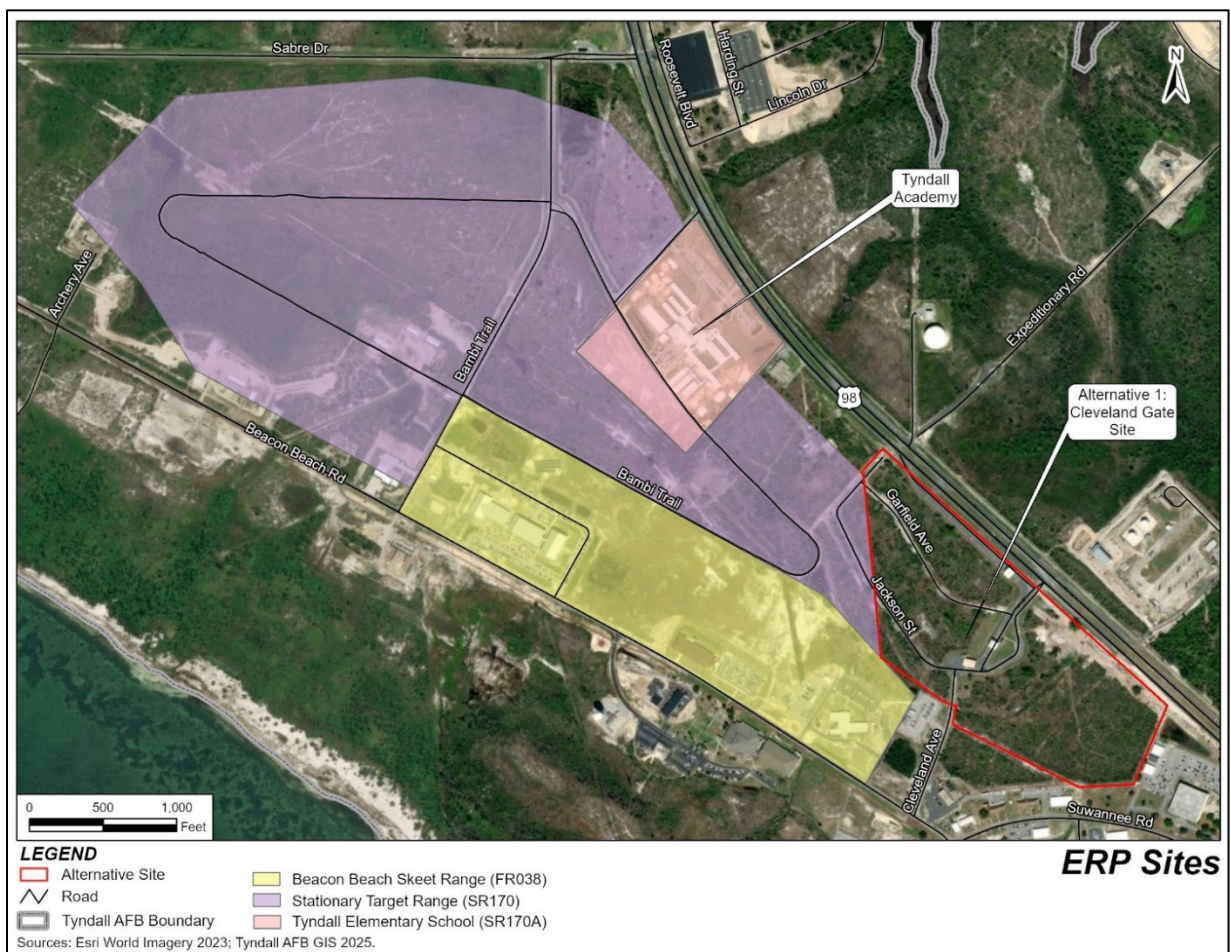 Sabre Dr
Roosevelt Blvd
Harding St
Lincoln Dr
N
Tyndall
Academy
Archery Ave
Bambi Trail
Expeditionary Rd
98
Alternative 1:
Cleveland Gate
Site
Beacon Beach Rd
Bambi Trail
Garfield Ave
Jackson St
Cleveland Ave
Suwannee Rd
0 500 1,000
Feet
ERP Sites
LEGEND
Alternative Site
Road
Tyndall AFB Boundary
Beacon Beach Skeet Range (FR038)
Stationary Target Range (SR170)
Tyndall Elementary School (SR170A)
Sources: Esri World Imagery 2023; Tyndall AFB GIS 2025.